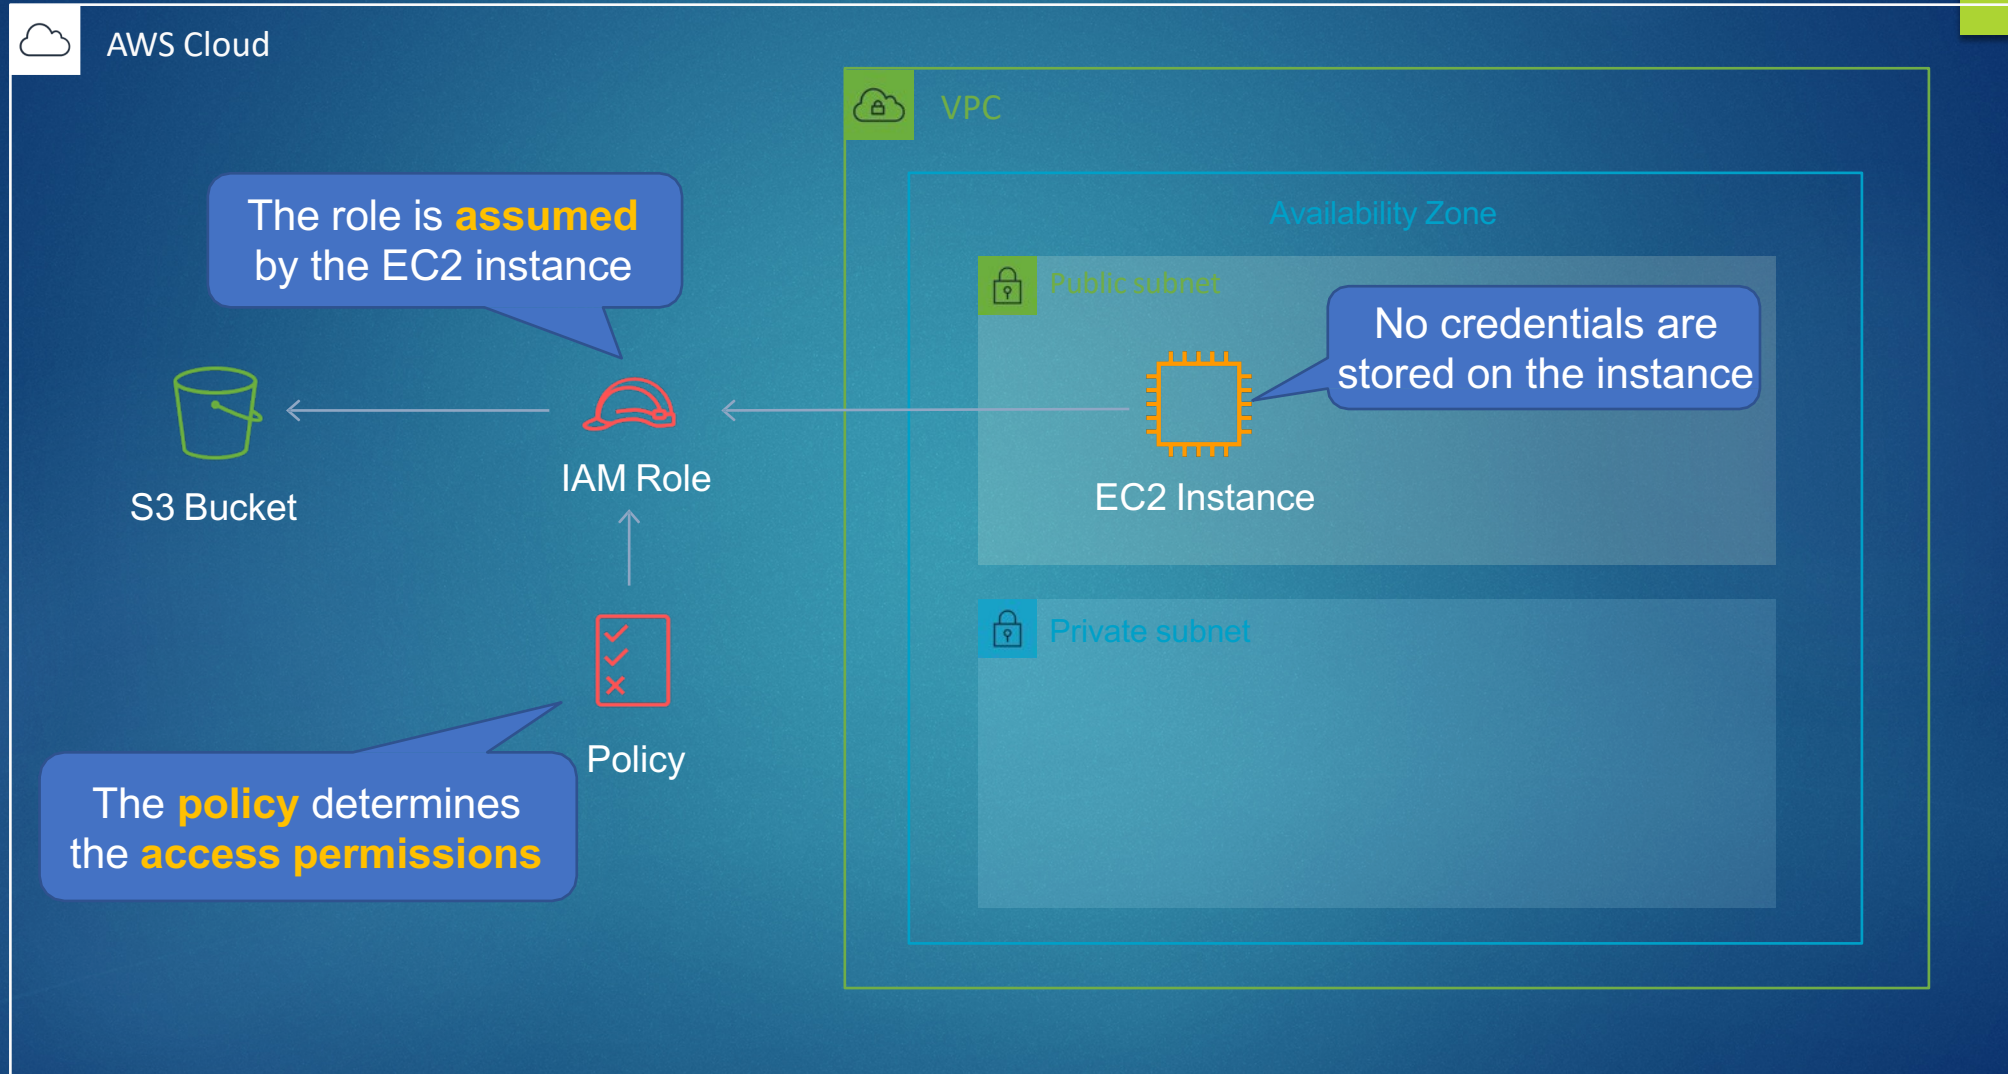 AWS Cloud
VPC
Availability Zone
The role is assumed
by the EC2 instance
Public subnet
No credentials are
stored on the instance
S3 Bucket
IAM Role
EC2 Instance
Private subnet
Policy
The policy determines
the access permissions